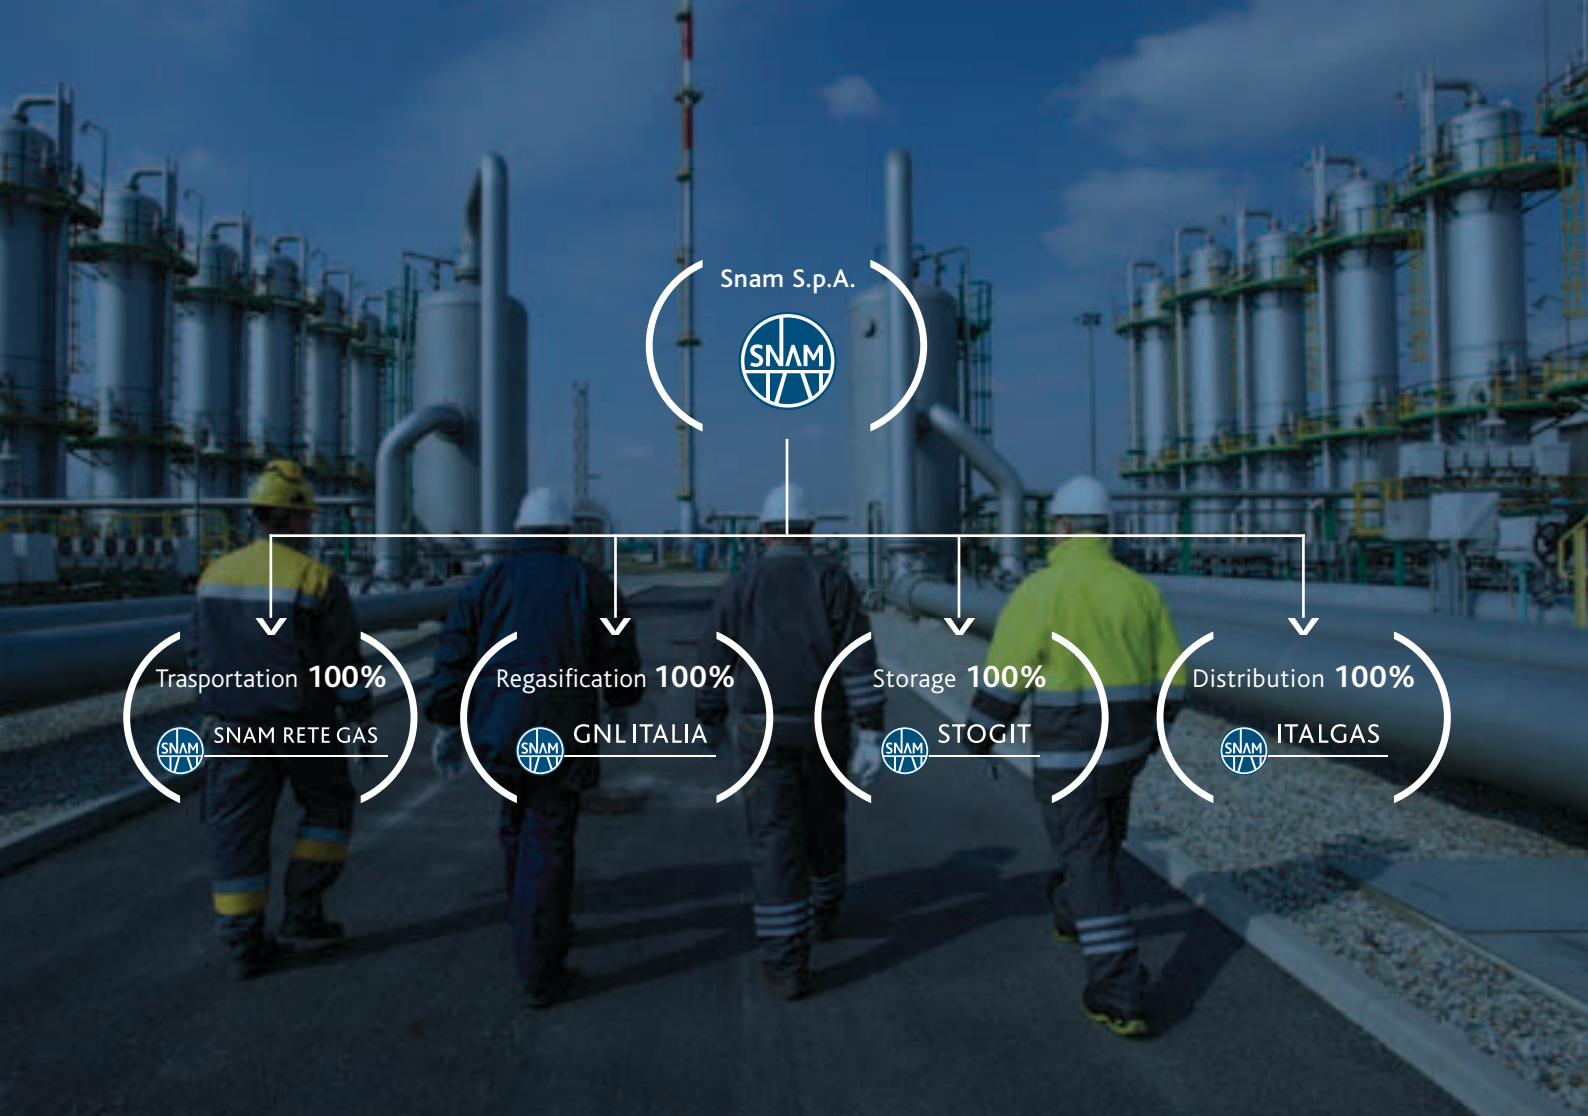 Snam S.p.A.
SNAM
Trasportation 100%
SNAM SNAM RETE GAS
Regasification 100%
SNAM GNL ITALIA
Storage 100%
SNAM STOGIT
Distribution 100%
SNAM ITALGAS